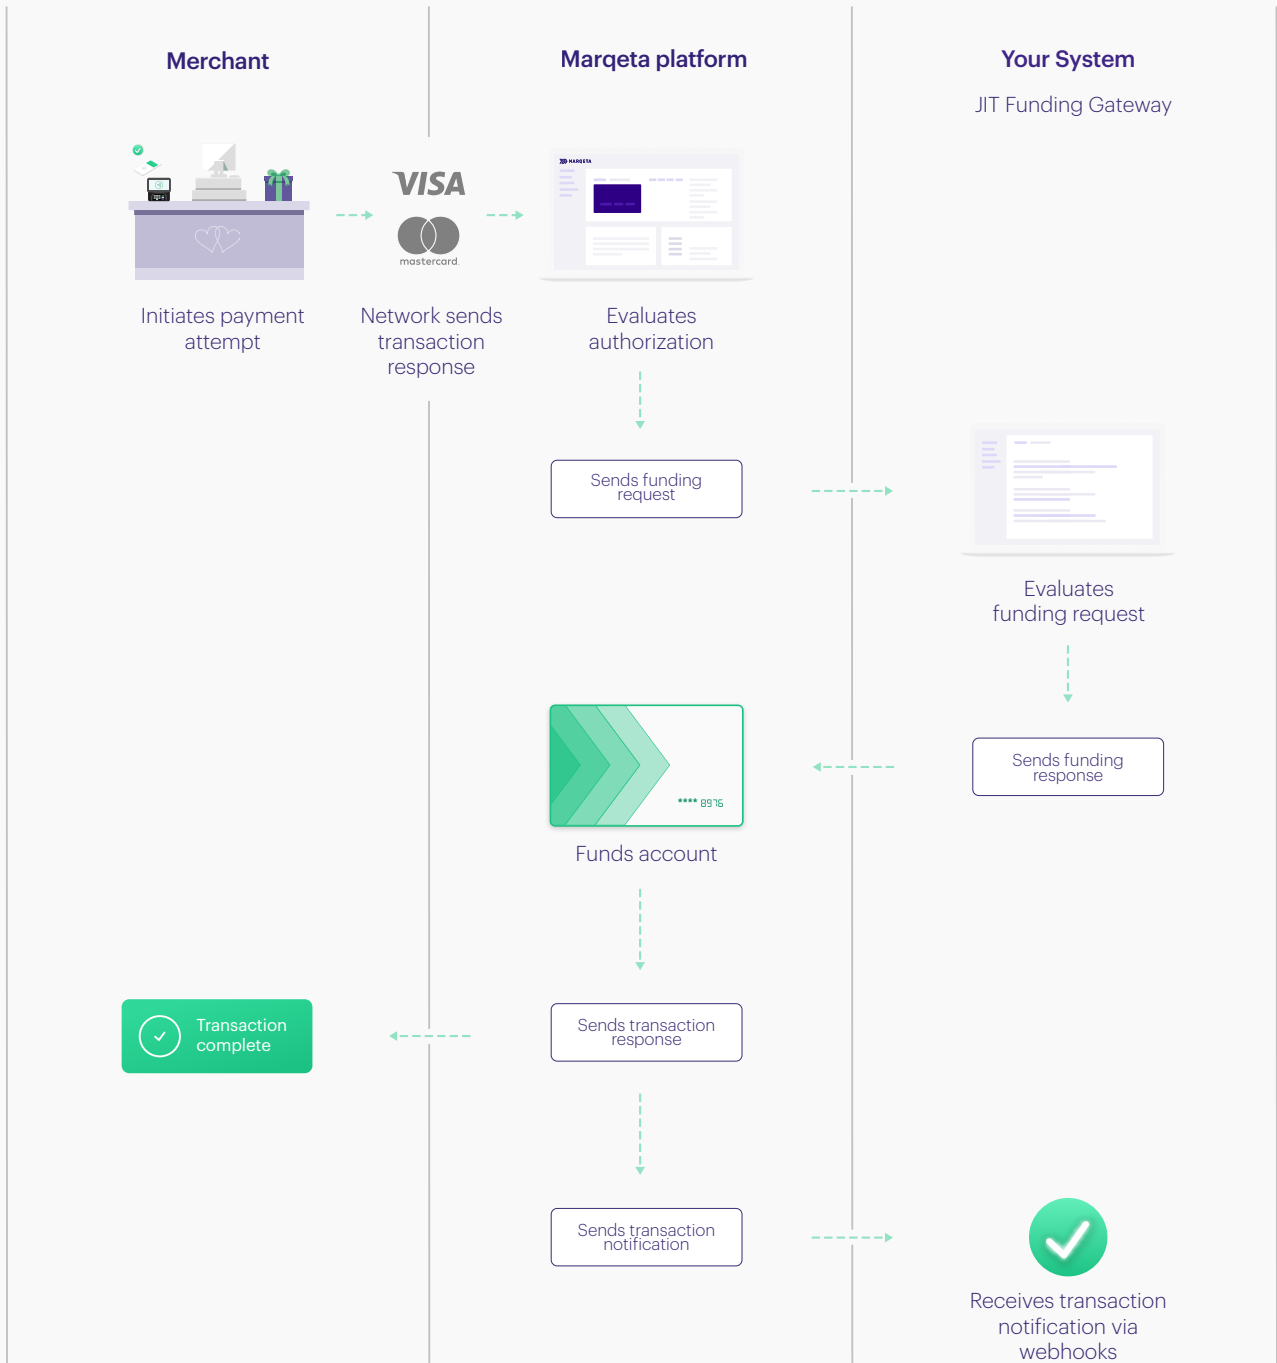 Merchant
Marqeta platform
Your System
JIT Funding Gateway
MARQETA
VISA
mastercard.
Initiates payment
attempt
Network sends
transaction
response
Evaluates
authorization
Sends funding
request
Evaluates
funding request
Sends funding
response
**** 8976
Funds account
Transaction
complete
Sends transaction
response
Sends transaction
notification
Receives transaction
notification via
webhooks